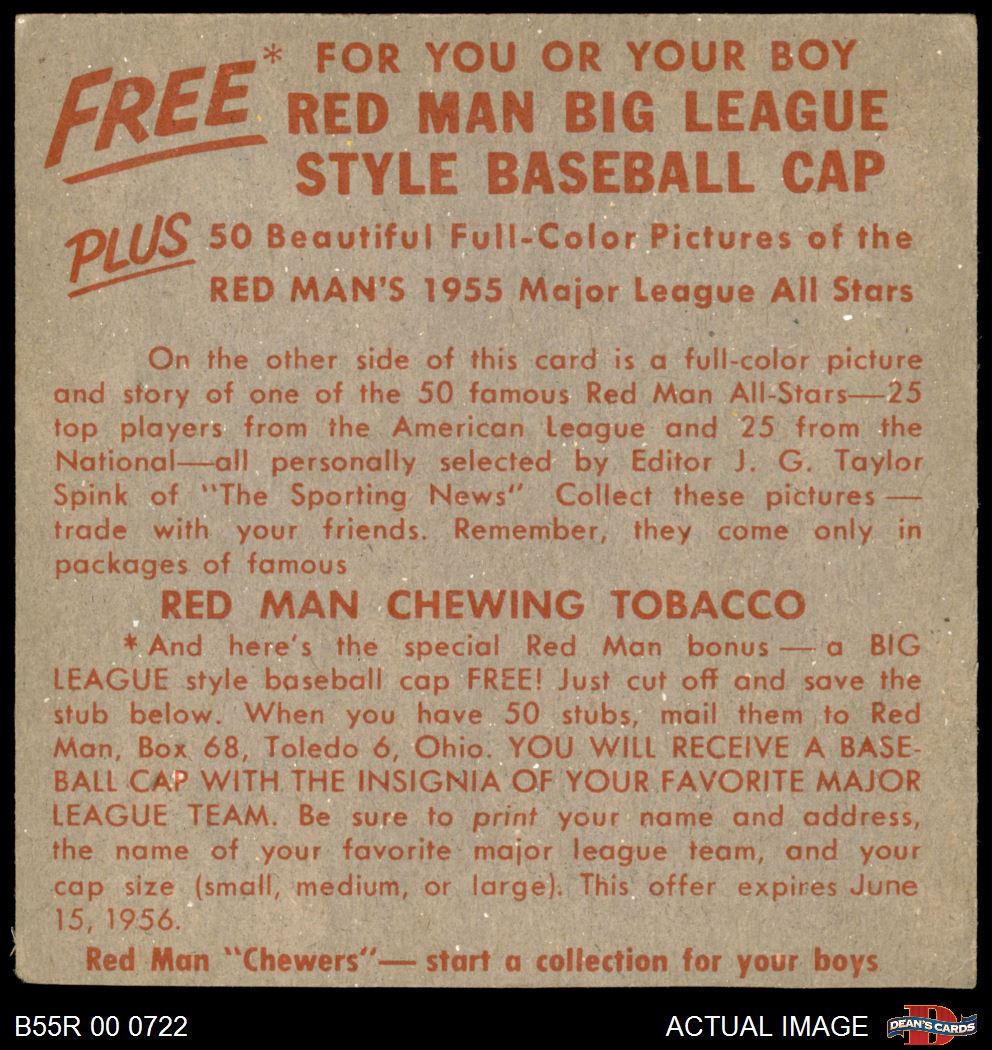 FREE* FOR YOU OR YOUR BOY
RED MAN BIG LEAGUE
STYLE BASEBALL CAP
PLUS 50 Beautiful Full-Color Pictures of the
RED MAN'S 1955 Major League All Stars
On the other side of this card is a full-color picture
and story of one of the 50 famous Red Man All-Stars—25
top players from the American League and 25 from the
National—all personally selected by Editor J. G. Taylor
Spink of "The Sporting News" Collect these pictures —
trade with your friends. Remember, they come only in
packages of famous
RED MAN CHEWING TOBACCO
* And here's the special Red Man bonus — a BIG
LEAGUE style baseball cap FREE! Just cut off and save the
stub below. When you have 50 stubs, mail them to Red
Man, Box 68, Toledo 6, Ohio. YOU WILL RECEIVE A BASE-
BALL CAP WITH THE INSIGNIA OF YOUR FAVORITE MAJOR
LEAGUE TEAM. Be sure to print your name and address,
the name of your favorite major league team, and your
cap size (small, medium, or large). This offer expires June
15, 1956.
Red Man "Chewers"— start a collection for your boys
B55R 00 0722
ACTUAL IMAGE
D DEAN'S CARDS